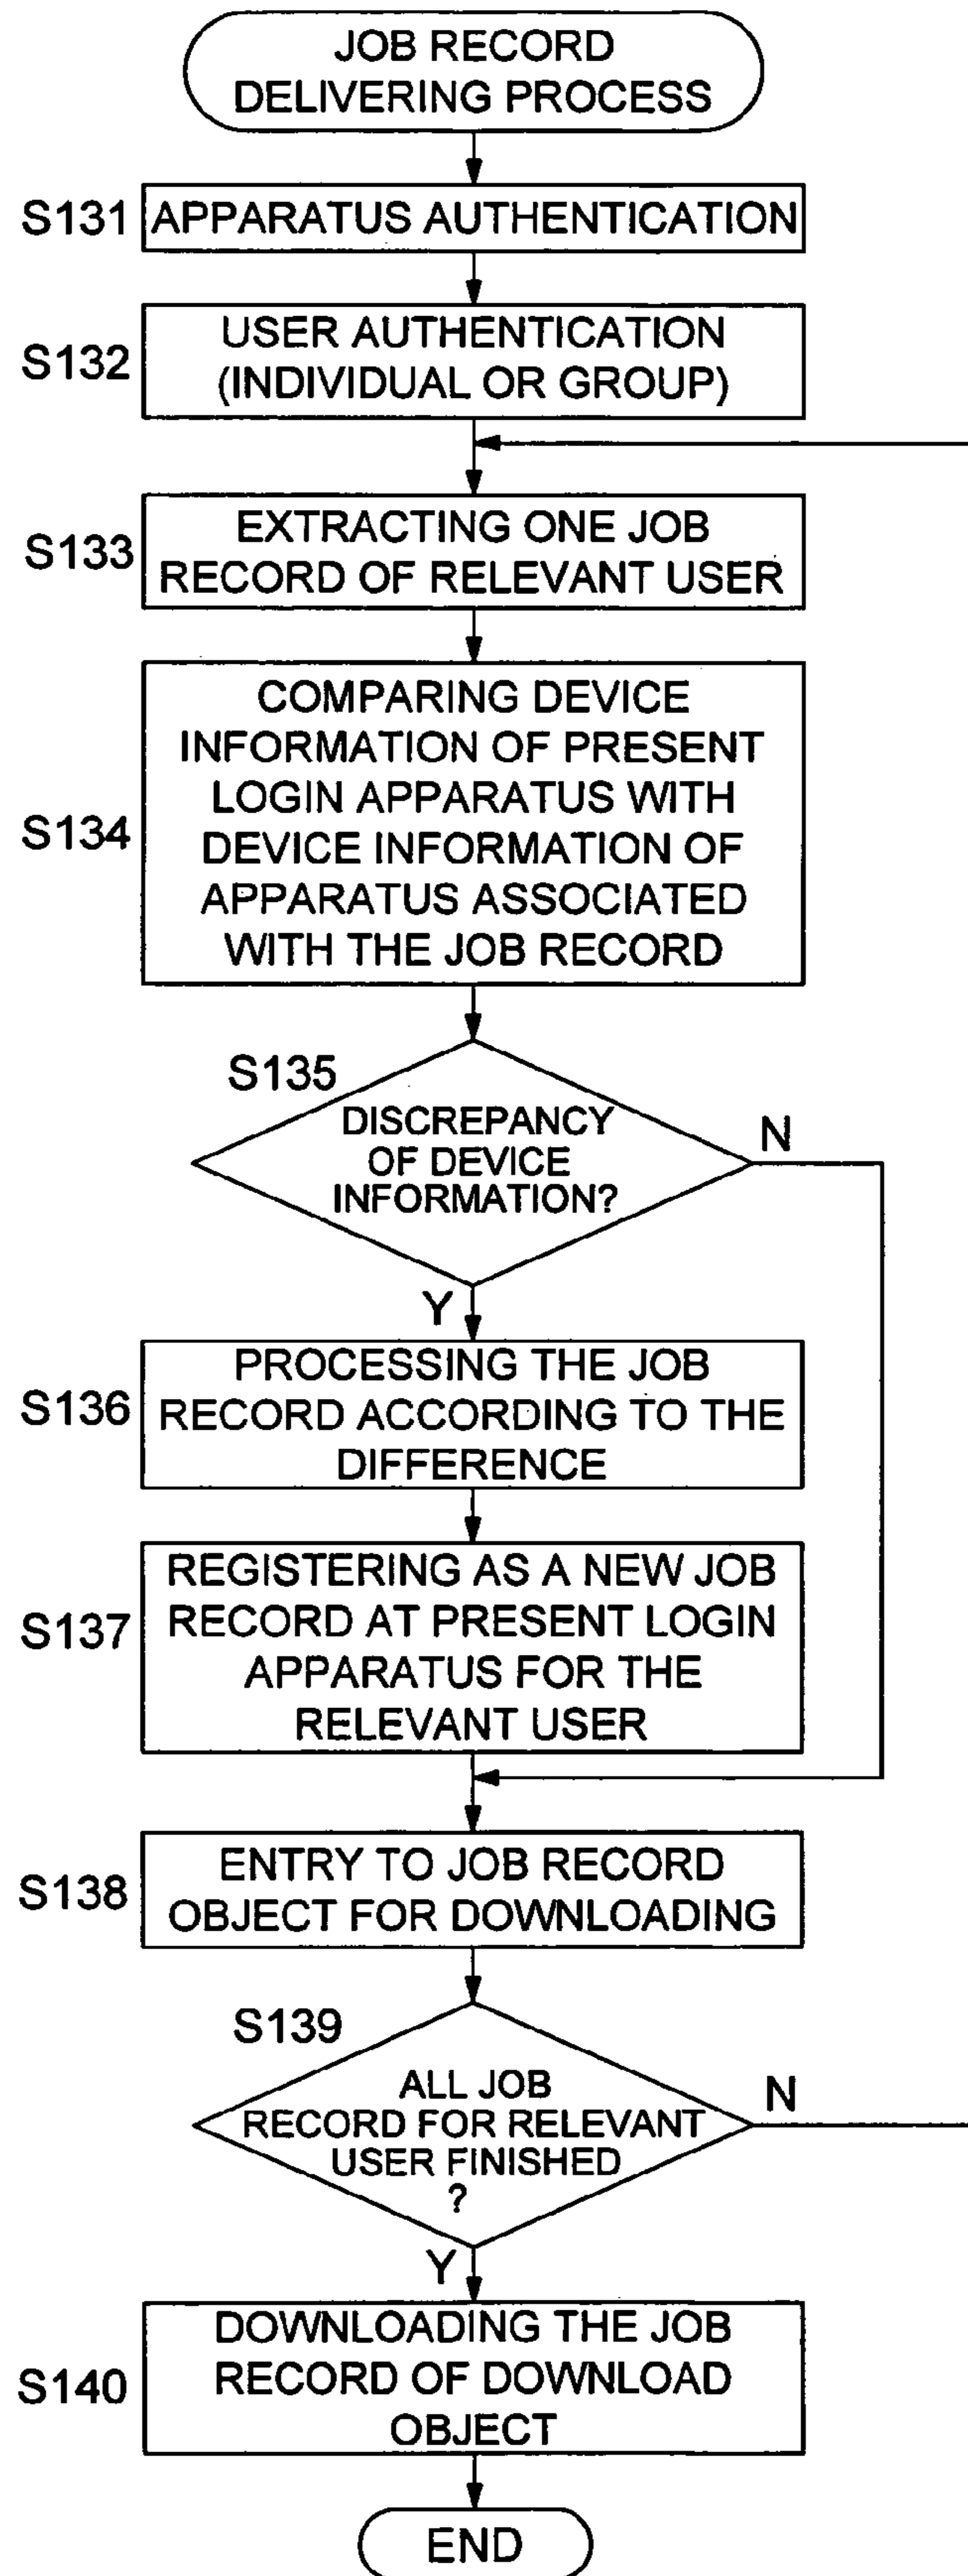 JOB RECORD
DELIVERING PROCESS
S131
APPARATUS AUTHENTICATION
S132
USER AUTHENTICATION
(INDIVIDUAL OR GROUP)
S133
EXTRACTING ONE JOB
RECORD OF RELEVANT USER
S134
COMPARING DEVICE
INFORMATION OF PRESENT
LOGIN APPARATUS WITH
DEVICE INFORMATION OF
APPARATUS ASSOCIATED
WITH THE JOB RECORD
S135
DISCREPANCY
OF DEVICE
INFORMATION?
N
Y
S136
PROCESSING THE JOB
RECORD ACCORDING TO THE
DIFFERENCE
S137
REGISTERING AS A NEW JOB
RECORD AT PRESENT LOGIN
APPARATUS FOR THE
RELEVANT USER
S138
ENTRY TO JOB RECORD
OBJECT FOR DOWNLOADING
S139
ALL JOB
RECORD FOR RELEVANT
USER FINISHED
?
N
Y
S140
DOWNLOADING THE JOB
RECORD OF DOWNLOAD
OBJECT
END